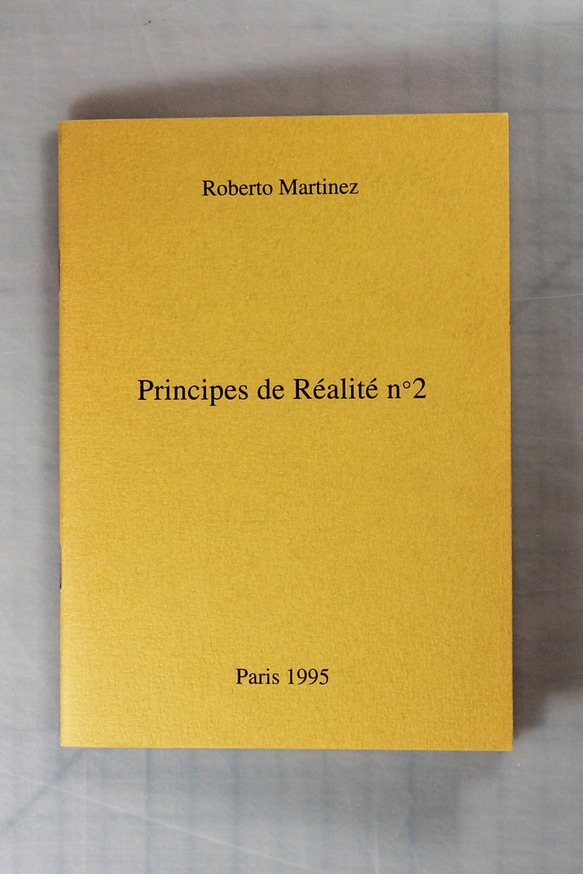 Roberto Martinez
Principes de Réalité n°2
Paris 1995